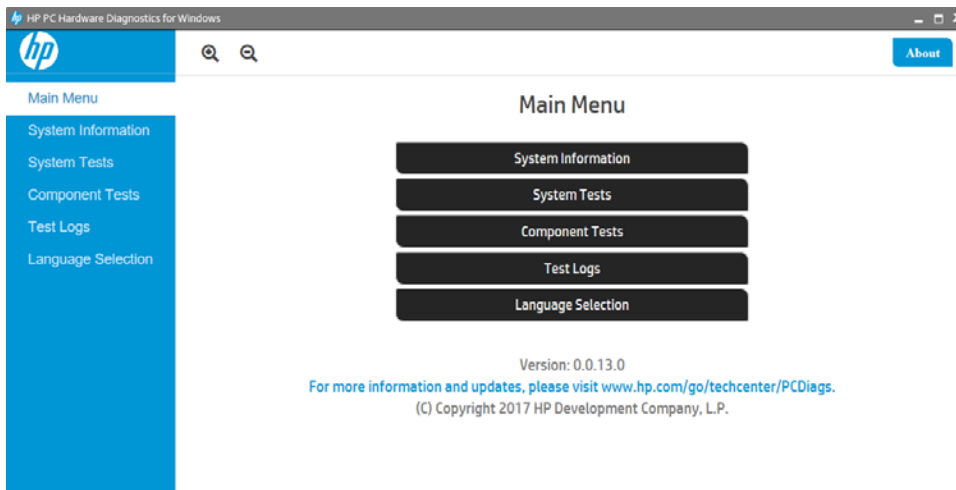 HP PC Hardware Diagnostics for Windows
hp
About
Main Menu
System Information
System Tests
Component Tests
Test Logs
Language Selection
Main Menu
System Information
System Tests
Component Tests
Test Logs
Language Selection
Version: 0.0.13.0
For more information and updates, please visit www.hp.com/go/techcenter/PCDiags.
(C) Copyright 2017 HP Development Company, L.P.